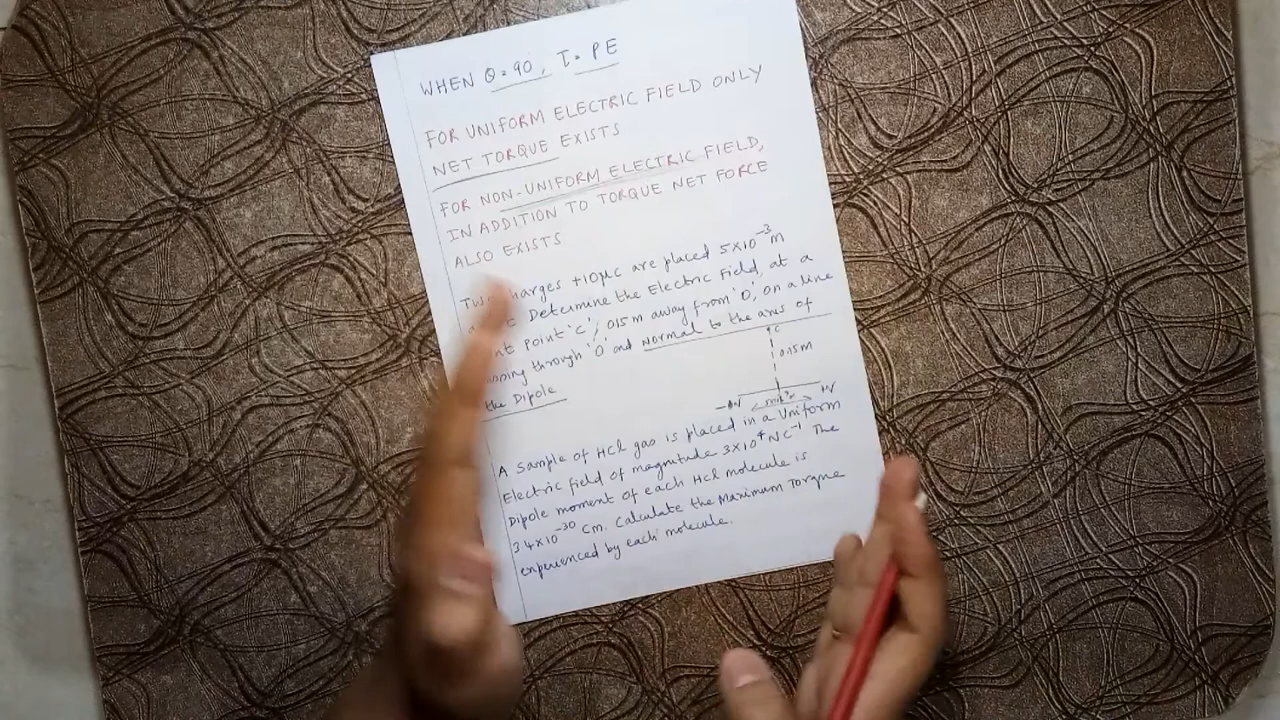 WHEN θ=90, τ= PE
FOR UNIFORM ELECTRIC FIELD ONLY
NET TORQUE EXISTS
FOR NON-UNIFORM ELECTRIC FIELD,
IN ADDITION TO TORQUE NET FORCE
ALSO EXISTS
charges +10μc are placed 5×10⁻³m
Determine the Electric Field, at a
Point 'C', 0.15m away from 'O', on a line
through 'O' and normal to the axis of
the Dipole
C
0.15m
A sample of Hcl gas is placed in a Uniform
Electric field of magnitude 3×10⁴ NC⁻¹ The
Dipole moment of each Hcl molecule is
3.4×10⁻³⁰ Cm. Calculate the Maximum Torque
experienced by each molecule.